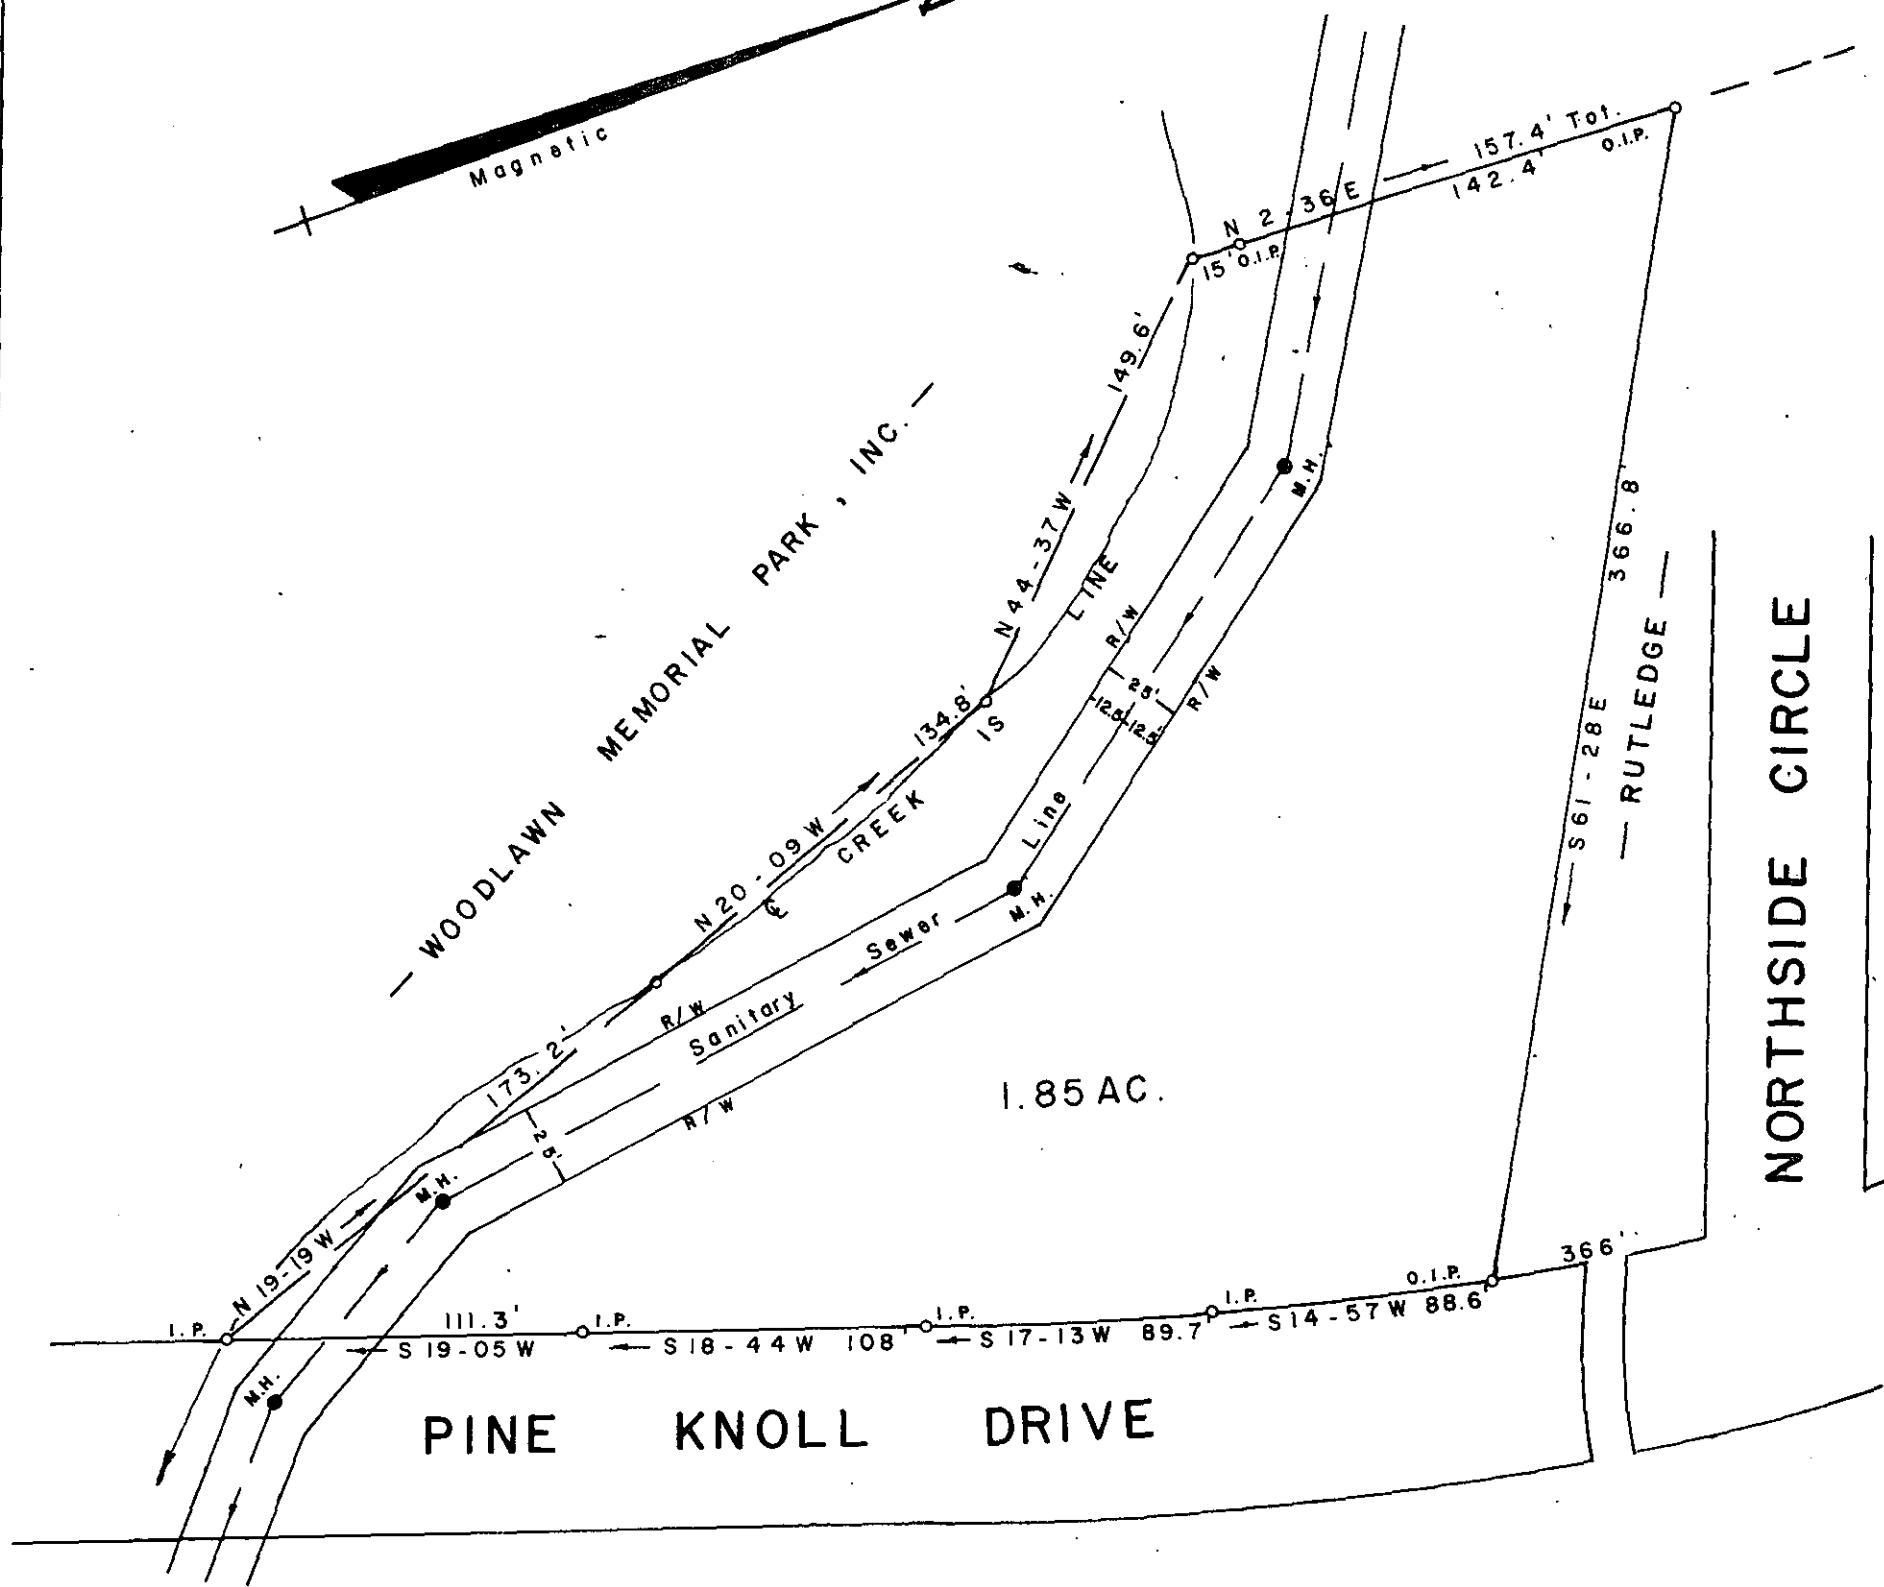 Magnetic
157.4' Tot.
O.I.P.
142.4'
N 2-36 E
15' O.I.P.
149.6'
N 44-37 W
— WOODLAWN MEMORIAL PARK, INC. —
LINE
IS
CREEK
℄
134.8'
N 20-09 W
173.2'
N 19-19 W
M.H.
R/W
R/W
25'
12.5' 12.5'
Line
M.H.
Sewer
Sanitary
R/W
R/W
25'
M.H.
M.H.
366.8'
S61-28E
— RUTLEDGE —
NORTHSIDE CIRCLE
1.85 AC.
366'
O.I.P.
S 14-57 W 88.6'
I.P.
S 17-13 W 89.7'
I.P.
S 18-44 W 108'
I.P.
111.3'
S 19-05 W
I.P.
PINE KNOLL DRIVE